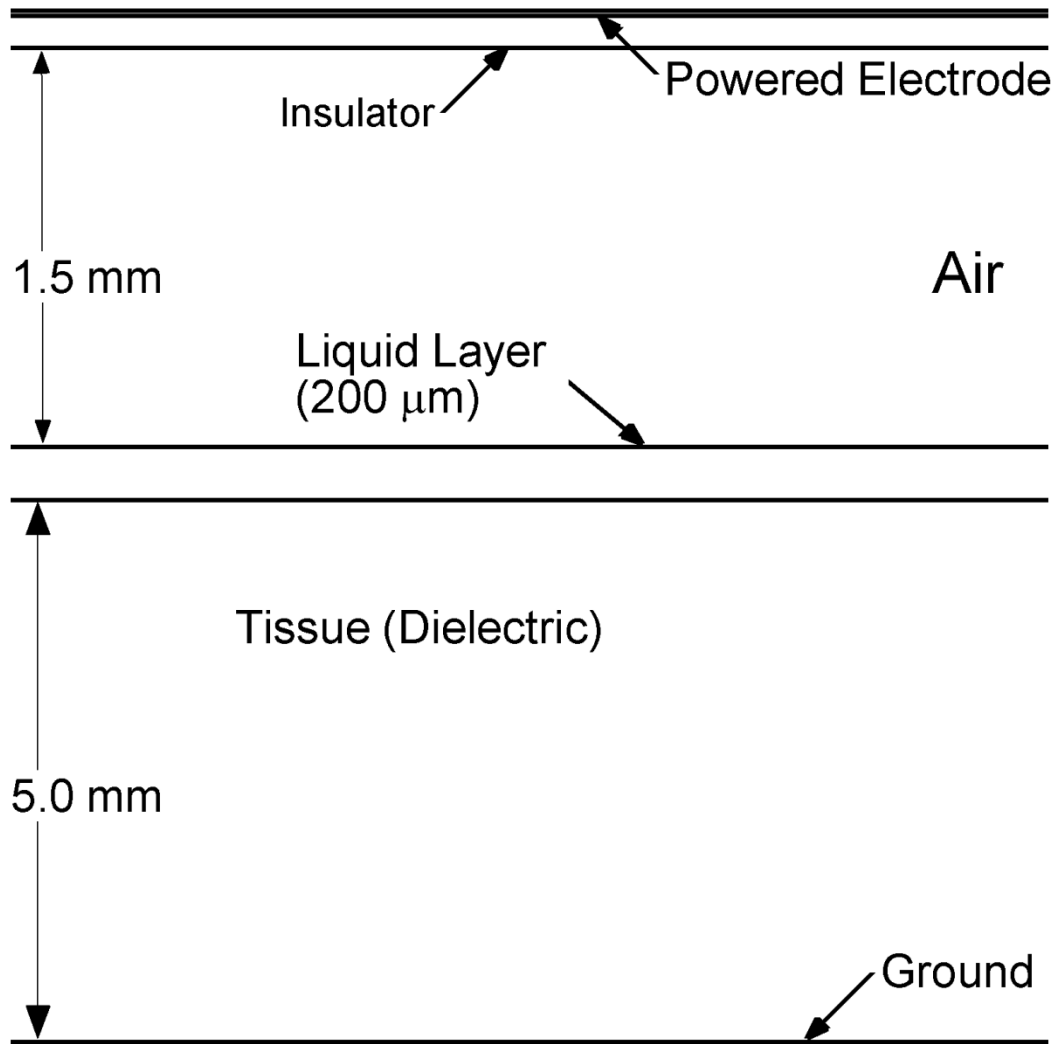 Powered Electrode
Insulator
1.5 mm
Air
Liquid Layer
(200 μm)
Tissue (Dielectric)
5.0 mm
Ground